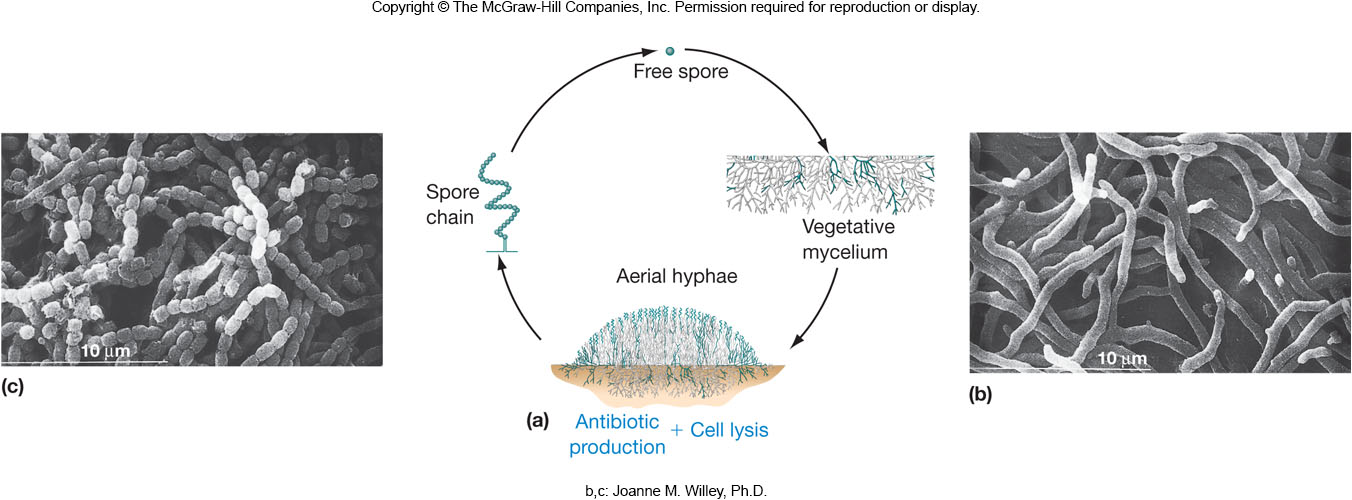 Copyright © The McGraw-Hill Companies, Inc. Permission required for reproduction or display.
Free spore
Spore
chain
Vegetative
mycelium
Aerial hyphae
10 µm
10 µm
(c)
(b)
(a)
Antibiotic
production
+ Cell lysis
b,c: Joanne M. Willey, Ph.D.